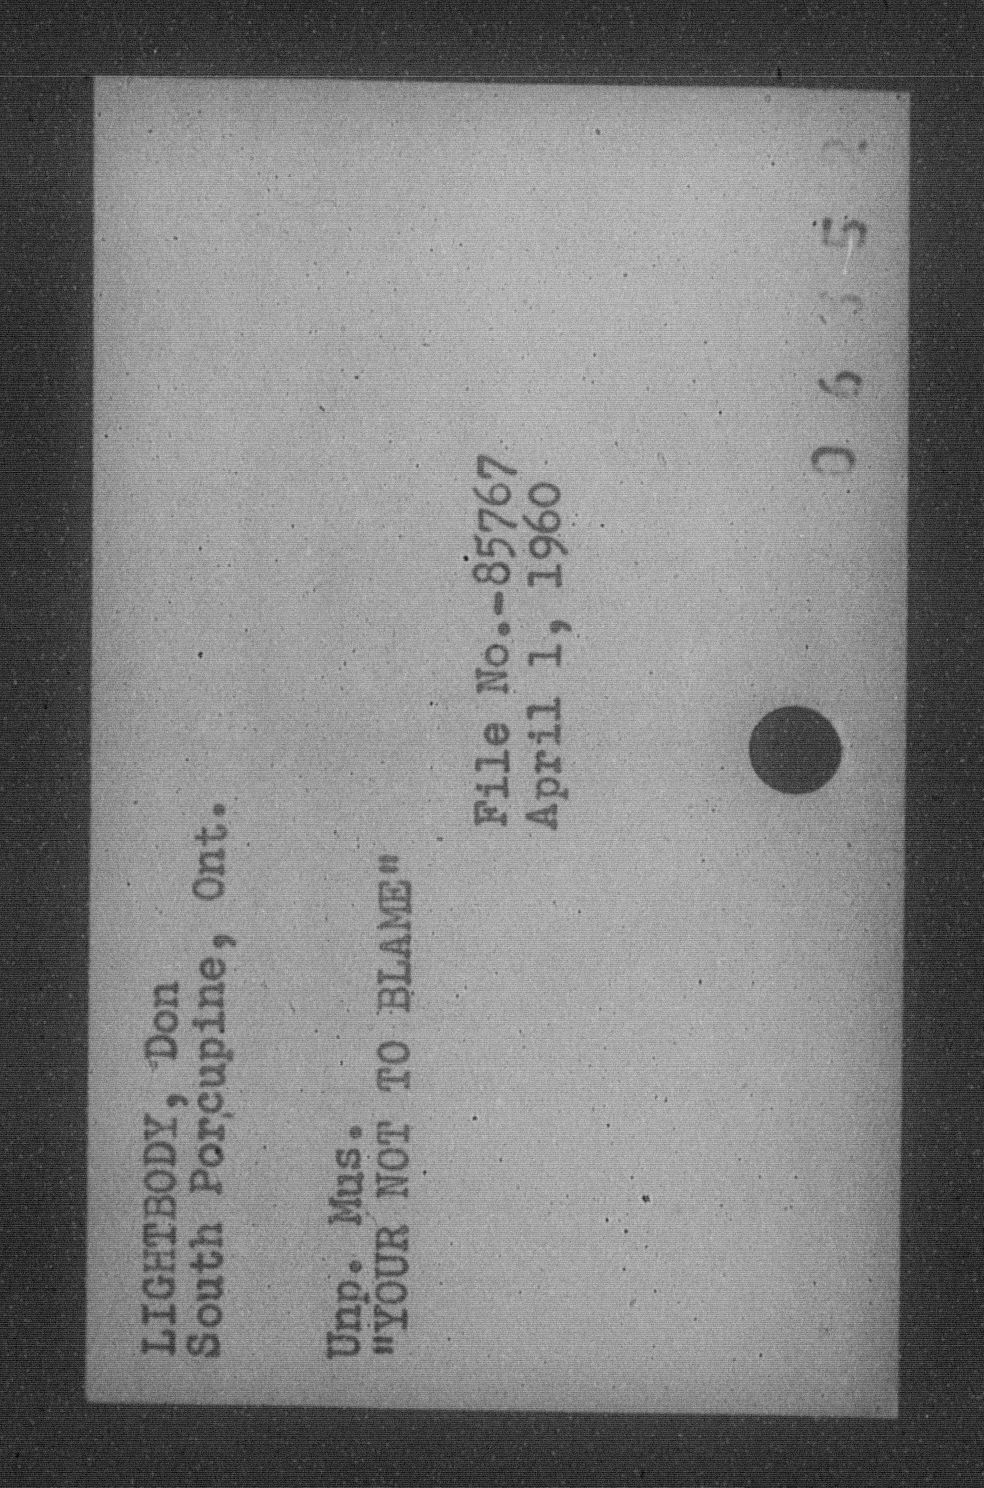 LIGHTBODY, Don
South Porcupine, Ont.
Unp. Mus.
"YOUR NOT TO BLAME"
File No.-85767
April 1, 1960